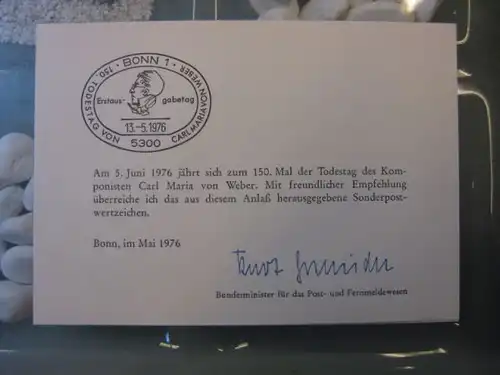 BONN 1
150. TODESTAG VON CARL MARIA VON WEBER
Erstaus- gabetag
13.-5.1976
5300
Am 5. Juni 1976 jährt sich zum 150. Mal der Todestag des Kom-
ponisten Carl Maria von Weber. Mit freundlicher Empfehlung
überreiche ich das aus diesem Anlaß herausgegebene Sonderpost-
wertzeichen.
Bonn, im Mai 1976
Kurt Gscheidle
Bundesminister für das Post- und Fernmeldewesen